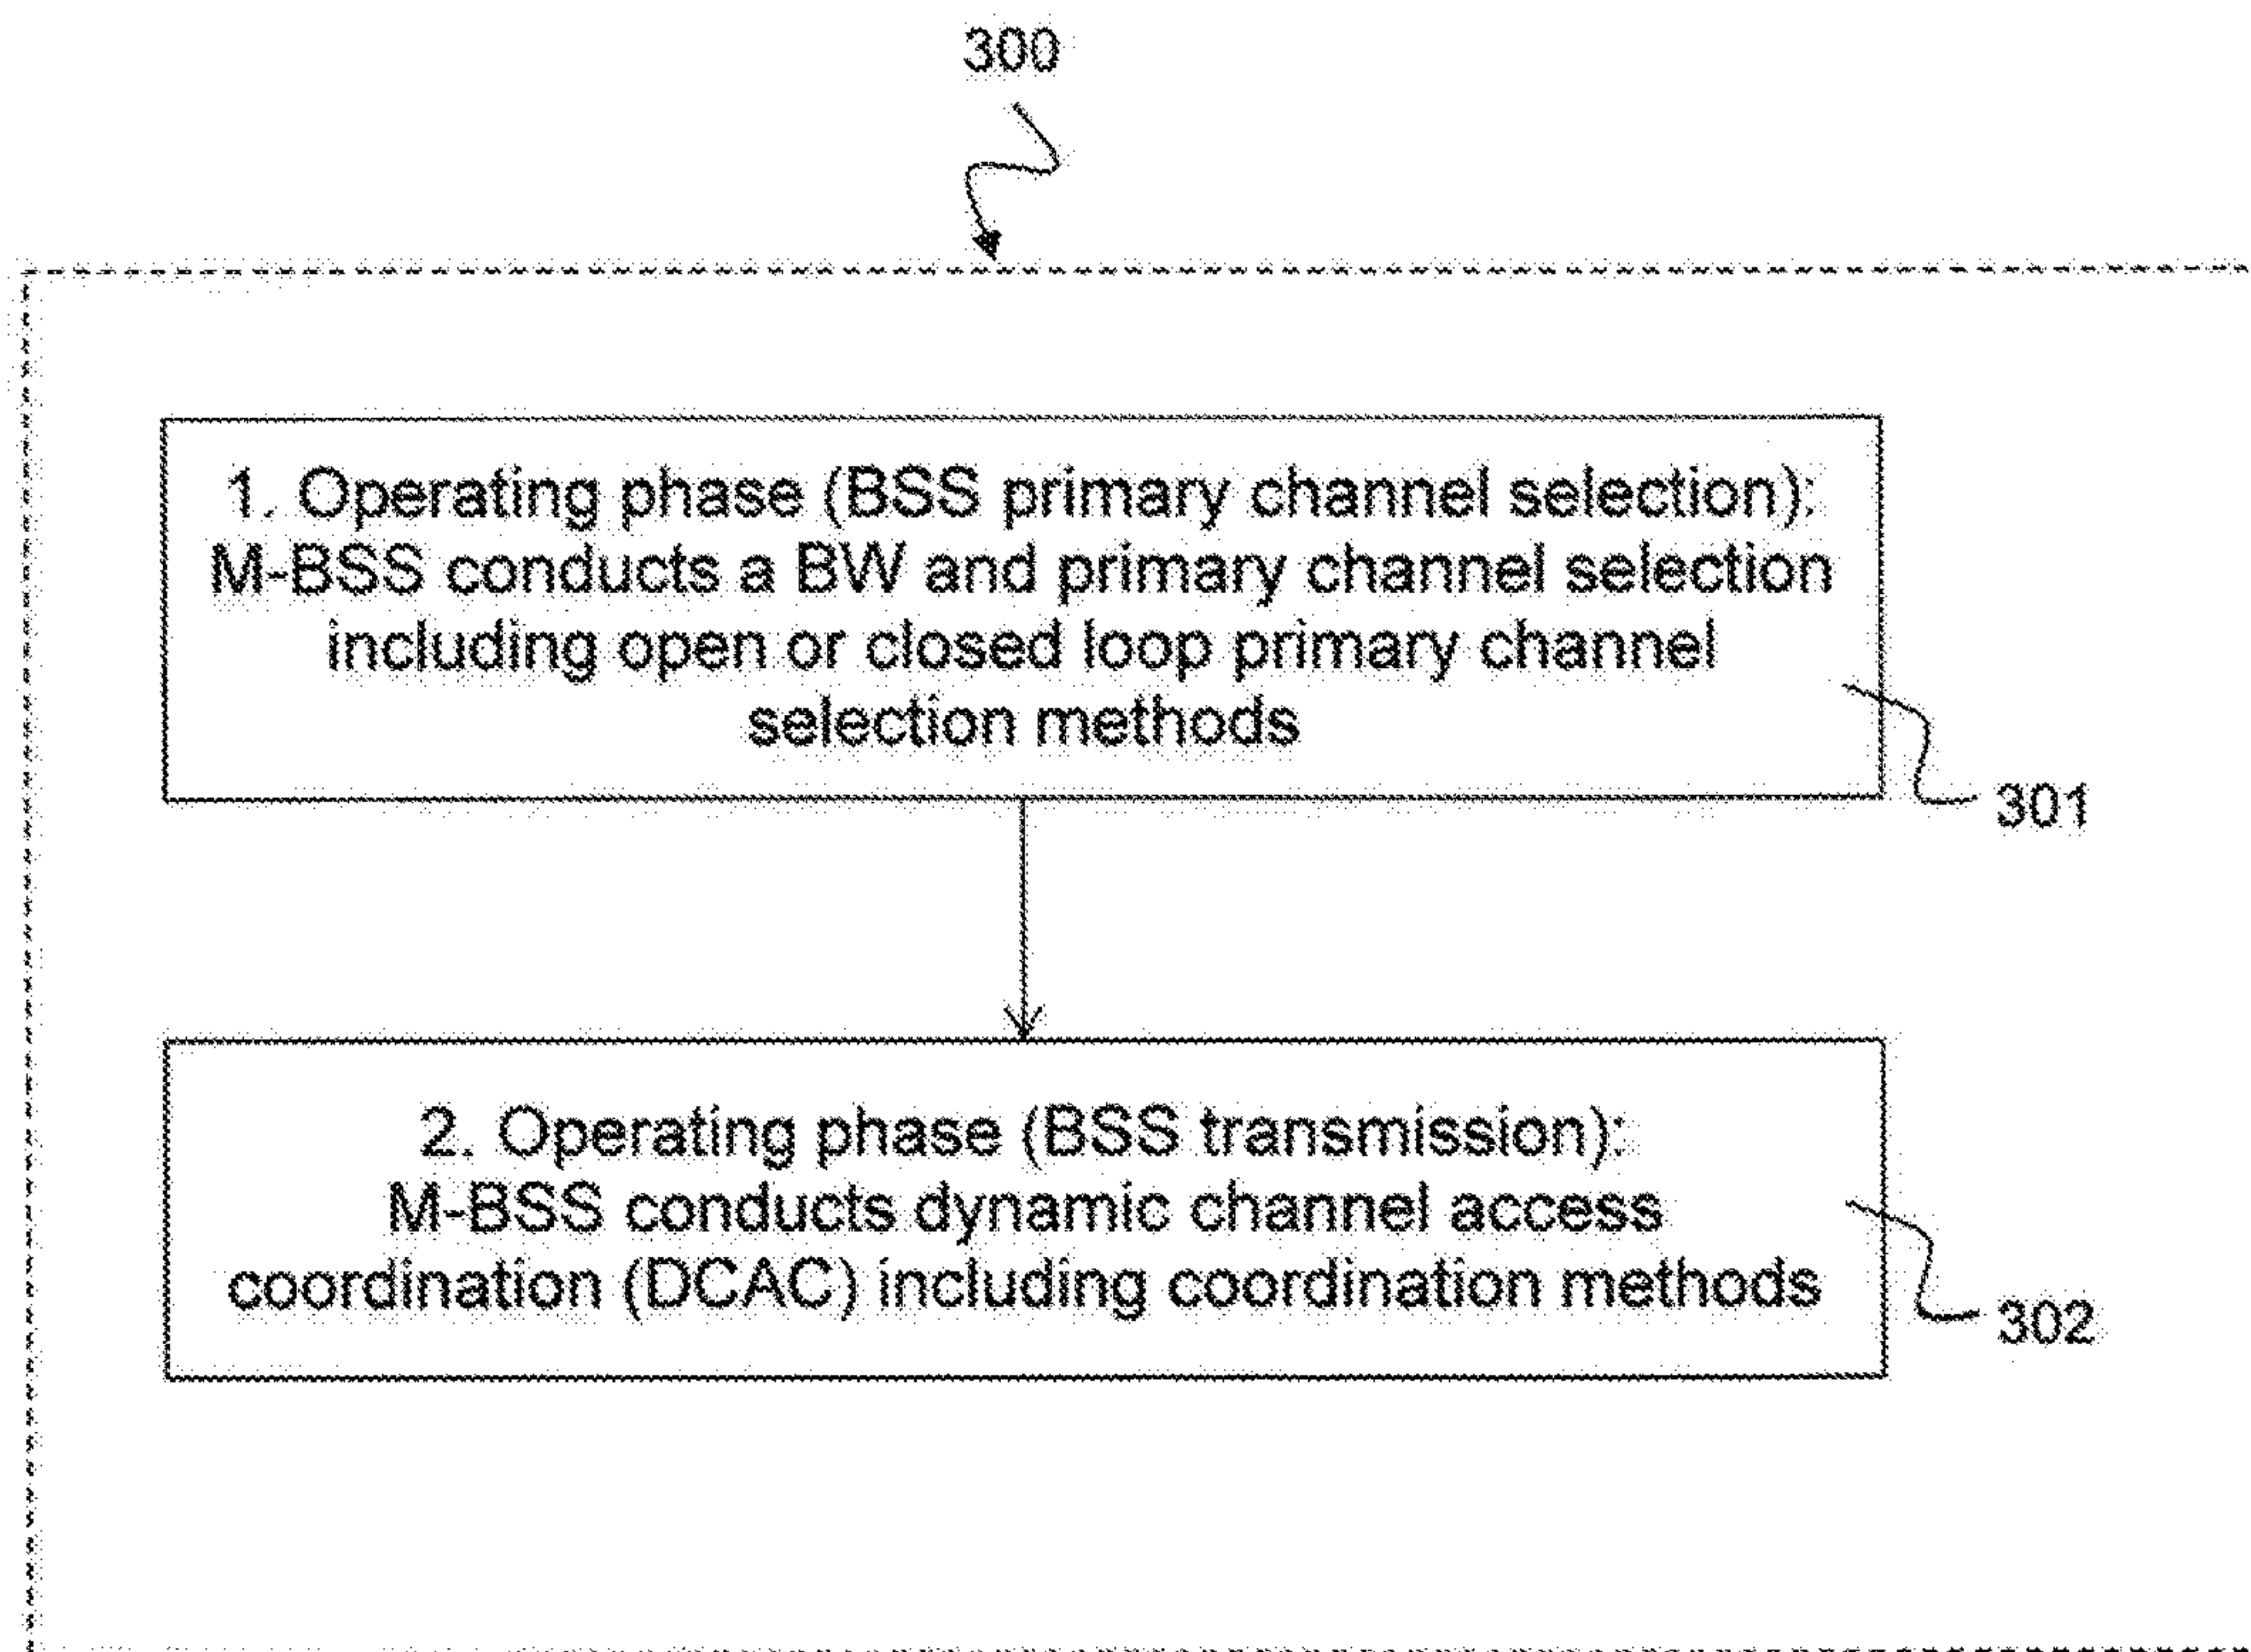 300
1. Operating phase (BSS primary channel selection):
M-BSS conducts a BW and primary channel selection
including open or closed loop primary channel
selection methods
301
2. Operating phase (BSS transmission):
M-BSS conducts dynamic channel access
coordination (DCAC) including coordination methods
302